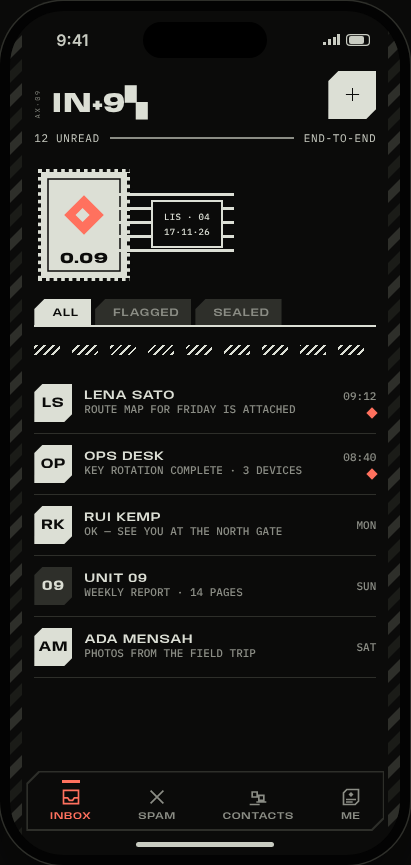 9:41
AX·09
IN+9
12 UNREAD
END-TO-END
0.09
LIS · 04
17·11·26
ALL
FLAGGED
SEALED
LS
LENA SATO
09:12
ROUTE MAP FOR FRIDAY IS ATTACHED
OP
OPS DESK
08:40
KEY ROTATION COMPLETE · 3 DEVICES
RK
RUI KEMP
MON
OK — SEE YOU AT THE NORTH GATE
09
UNIT 09
SUN
WEEKLY REPORT · 14 PAGES
AM
ADA MENSAH
SAT
PHOTOS FROM THE FIELD TRIP
INBOX
SPAM
CONTACTS
ME